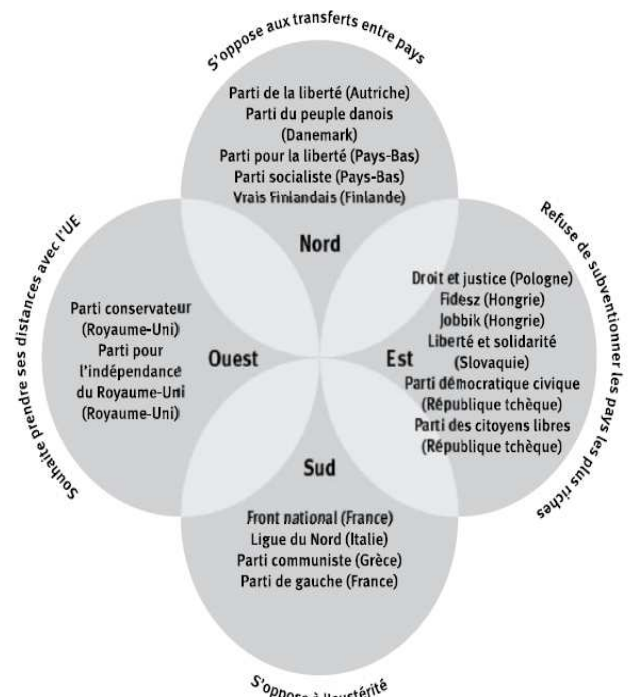 S'oppose aux transferts entre pays
Parti de la liberté (Autriche)
Parti du peuple danois
(Danemark)
Parti pour la liberté (Pays-Bas)
Parti socialiste (Pays-Bas)
Vrais Finlandais (Finlande)
Nord
Souhaite prendre ses distances avec l'UE
Parti conservateur
(Royaume-Uni)
Parti pour
l'indépendance
du Royaume-Uni
(Royaume-Uni)
Ouest
Refuse de subventionner les pays les plus riches
Droit et justice (Pologne)
Fidesz (Hongrie)
Jobbik (Hongrie)
Liberté et solidarité
(Slovaquie)
Est
Parti démocratique civique
(République tchèque)
Parti des citoyens libres
(République tchèque)
Sud
Front national (France)
Ligue du Nord (Italie)
Parti communiste (Grèce)
Parti de gauche (France)
S'oppose à l'austérité